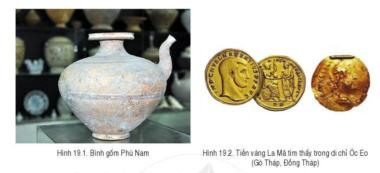 Hình 19.1. Bình gốm Phù Nam
Hình 19.2. Tiền vàng La Mã tìm thấy trong di chỉ Óc Eo
(Gò Tháp, Đồng Tháp)